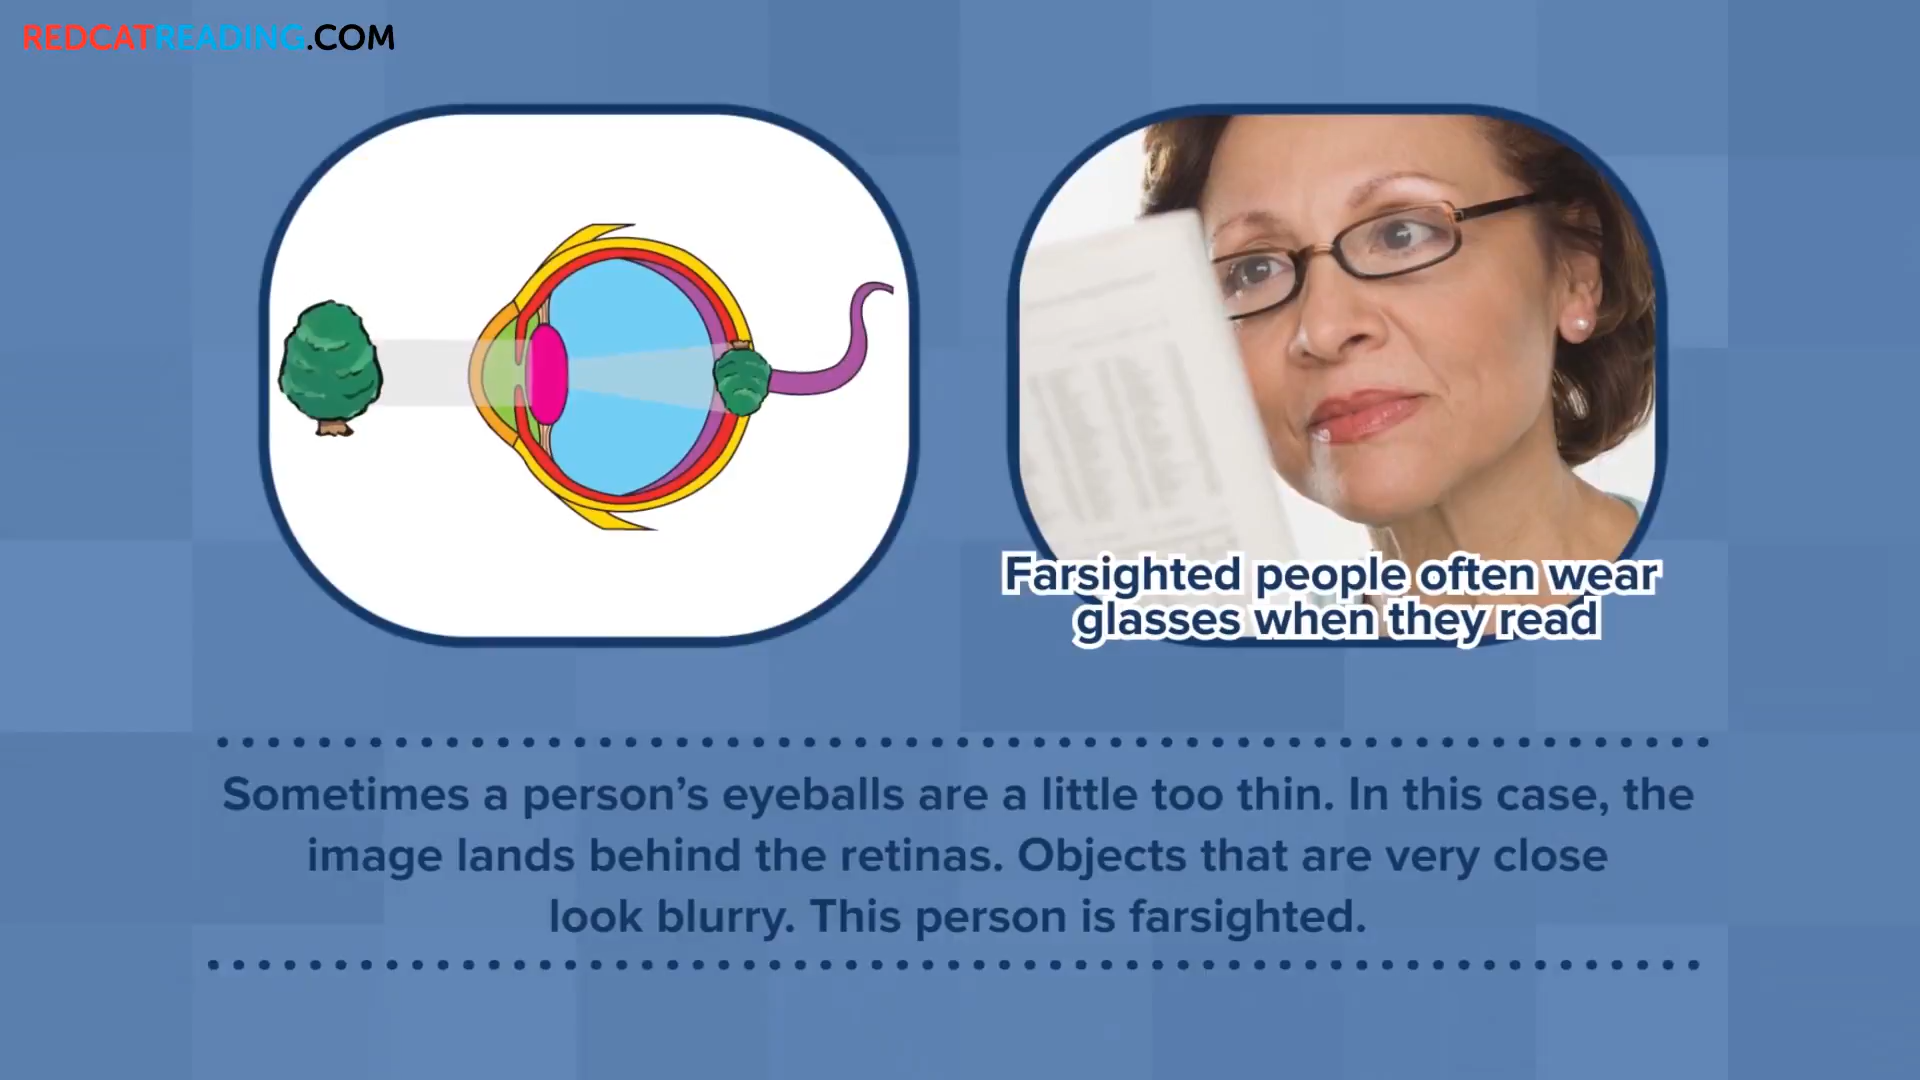 REDCATREADING.COM
Farsighted people often wear
glasses when they read
Sometimes a person’s eyeballs are a little too thin. In this case, the
image lands behind the retinas. Objects that are very close
look blurry. This person is farsighted.